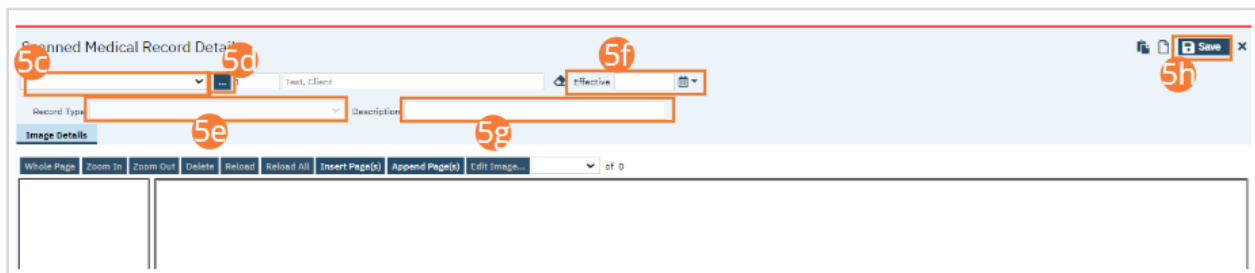 Scanned Medical Record Details
Save
5c
5d
5f
5h
Test, Client
Effective
Record Type
Description
5e
5g
Image Details
Whole Page Zoom In Zoom Out Delete Reload Reload All Insert Page(s) Append Page(s) Edit Image... of 0